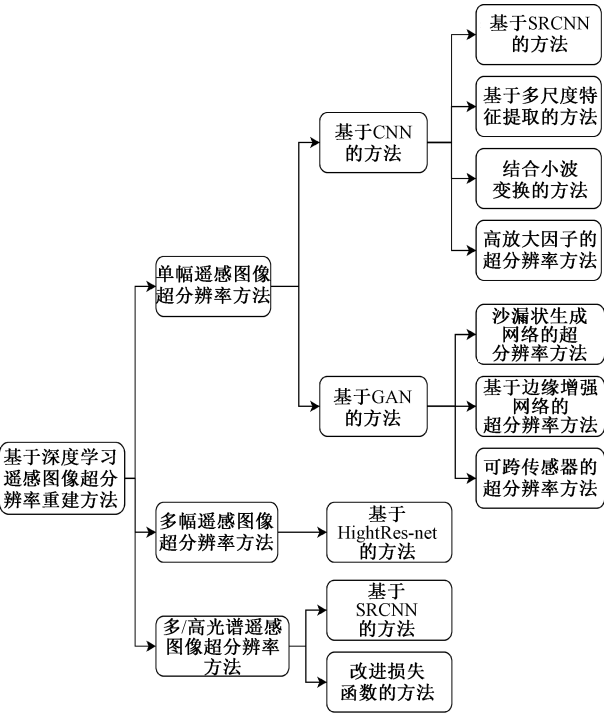 基于深度学习
遥感图像超分
辨率重建方法
单幅遥感图像
超分辨率方法
基于CNN
的方法
基于SRCNN
的方法
基于多尺度特
征提取的方法
结合小波
变换的方法
高放大因子的
超分辨率方法
基于GAN
的方法
沙漏状生成
网络的超
分辨率方法
基于边缘增强
网络的
超分辨率方法
可跨传感器的
超分辨率方法
多幅遥感图像
超分辨率方法
基于
HightRes-net
的方法
多/高光谱遥感
图像超分辨率
方法
基于
SRCNN
的方法
改进损失
函数的方法